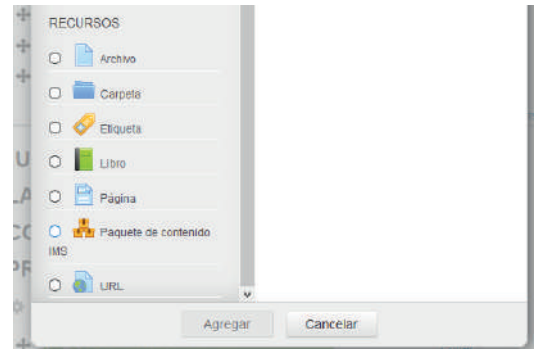 RECURSOS
Archivo
Carpeta
Etiqueta
Libro
Página
Paquete de contenido
IMS
URL
Agregar Cancelar